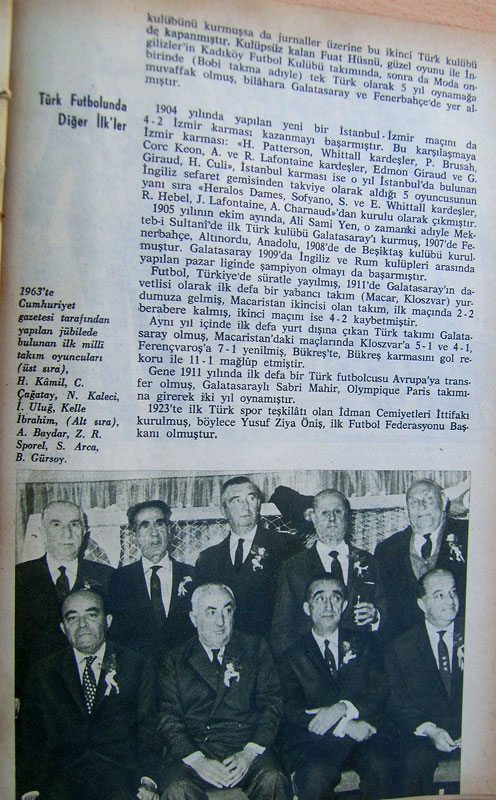 kulübünü kurmuşsa da jurnaller üzerine bu ikinci Türk kulübü
de kapanmıştır. Kulüpsüz kalan Fuat Hüsnü, güzel oyunu ile İn-
gilizler'in Kadıköy Futbol Kulübü takımında, sonra da Moda on-
birinde (Bobi takma adıyle) tek Türk olarak 5 yıl oynamağa
muvaffak olmuş, bilâhara Galatasaray ve Fenerbahçe'de yer al-
mıştır.
Türk Futbolunda
Diğer İlk'ler
1904 yılında yapılan yeni bir İstanbul - İzmir maçını da
4 - 2 İzmir karması kazanmayı başarmıştır. Bu karşılaşmaya
İzmir karması: «H. Patterson, Whittall kardeşler, P. Brusah,
Corc Keon, A. ve R. Lafontaine kardeşler, Edmon Giraud ve G.
Giraud, H. Culi», İstanbul karması ise o yıl İstanbul'da bulunan
İngiliz sefaret gemisinden takviye olarak aldığı 5 oyuncusunun
yanı sıra «Heralos Dames, Sofyano, S. ve E. Whittall kardeşler,
R. Hebel, J. Lafontaine, A. Charnaud»'dan kurulu olarak çıkmıştır.
1905 yılının ekim ayında, Ali Sami Yen, o zamanki adıyle Mek-
teb-i Sultanî'de ilk Türk kulübü Galatasaray'ı kurmuş, 1907'de Fe-
nerbahçe, Altınordu, Anadolu, 1908'de de Beşiktaş kulübü kurul-
muştur. Galatasaray 1909'da İngiliz ve Rum kulüpleri arasında
yapılan pazar liginde şampiyon olmayı da başarmıştır.
Futbol, Türkiye'de süratle yayılmış, 1911'de Galatasaray'ın da-
vetlisi olarak ilk defa bir yabancı takım (Macar, Kloszvar) yur-
dumuza gelmiş, Macaristan ikincisi olan takım, ilk maçında 2 - 2
berabere kalmış, ikinci maçını ise 4 - 2 kaybetmiştir.
Aynı yıl içinde ilk defa yurt dışına çıkan Türk takımı Galata-
saray olmuş, Macaristan'daki maçlarında Kloszvar'a 5 - 1 ve 4 - 1,
Ferençvaroş'a 7 - 1 yenilmiş, Bükreş'te, Bükreş karmasını gol re-
koru ile 11 - 1 mağlûp etmiştir.
Gene 1911 yılında ilk defa bir Türk futbolcusu Avrupa'ya trans-
fer olmuş, Galatasaraylı Sabri Mahir, Olympique Paris takımı-
na girerek iki yıl oynamıştır.
1923'te ilk Türk spor teşkilâtı olan İdman Cemiyetleri İttifakı
kurulmuş, böylece Yusuf Ziya Öniş, ilk Futbol Federasyonu Baş-
kanı olmuştur.
1963'te
Cumhuriyet
gazetesi tarafından
yapılan jübilede
bulunan ilk millî
takım oyuncuları
(üst sıra),
H. Kâmil, C.
Çağatay, N. Kaleci,
İ. Uluğ, Kelle
İbrahim, (Alt sıra),
A. Baydar, Z. R.
Sporel, S. Arca,
B. Gürsoy.